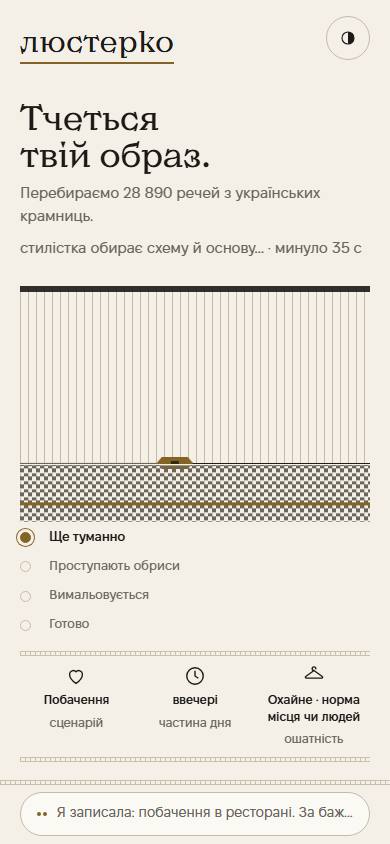 люстерко
Тчеться
твій образ.
Перебираємо 28 890 речей з українських
крамниць.
стилістка обирає схему й основу… · минуло 35 с
Ще туманно
Проступають обриси
Вимальовується
Готово
Побачення
сценарій
ввечері
частина дня
Охайне · норма
місця чи людей
ошатність
Я записала: побачення в ресторані. За баж…